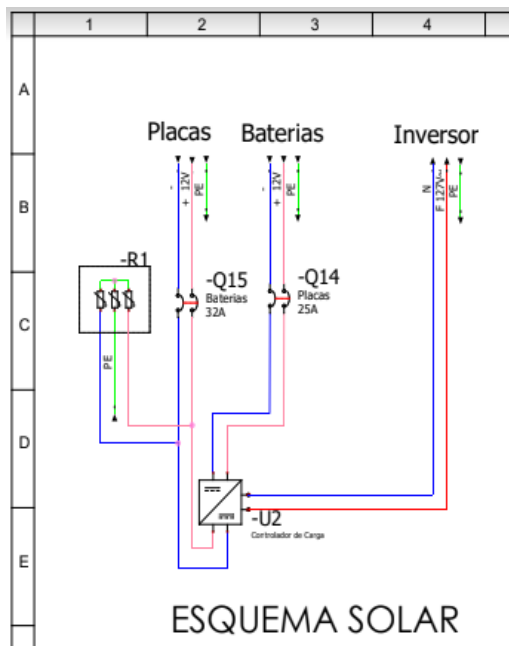 1 2 3 4
A
Placas Baterias Inversor
B
- + 12V PE
- + 12V PE
N F 127V~ PE
-R1
-Q15
Baterias
32A
-Q14
Placas
25A
C
PE
D
-U2
Controlador de Carga
E
ESQUEMA SOLAR